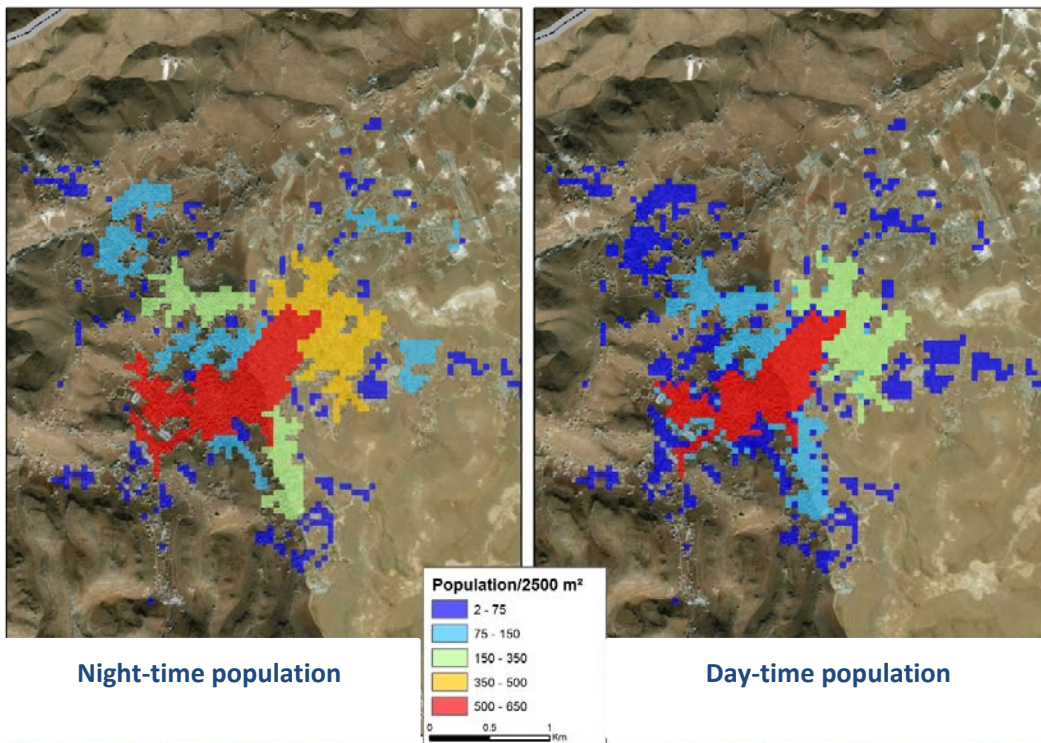 Population/2500 m²
2 - 75
75 - 150
150 - 350
350 - 500
500 - 650
0 0.5 1
Km
Night-time population
Day-time population